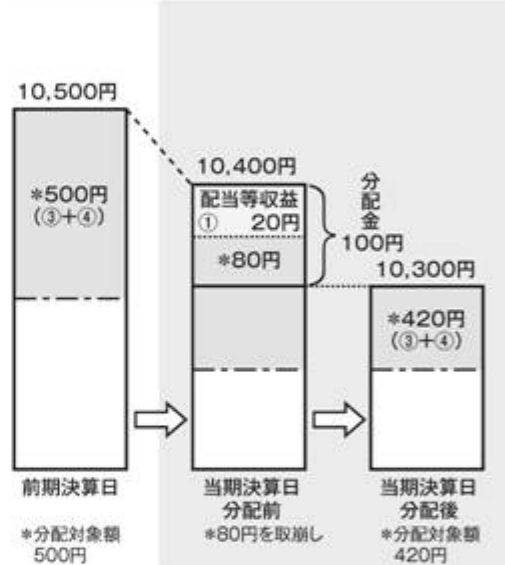 10,500円
*500円
(③+④)
10,400円
配当等収益
① 20円
*80円
分配金
100円
10,300円
*420円
(③+④)
前期決算日
*分配対象額
500円
当期決算日
分配前
*80円を取崩し
当期決算日
分配後
*分配対象額
420円